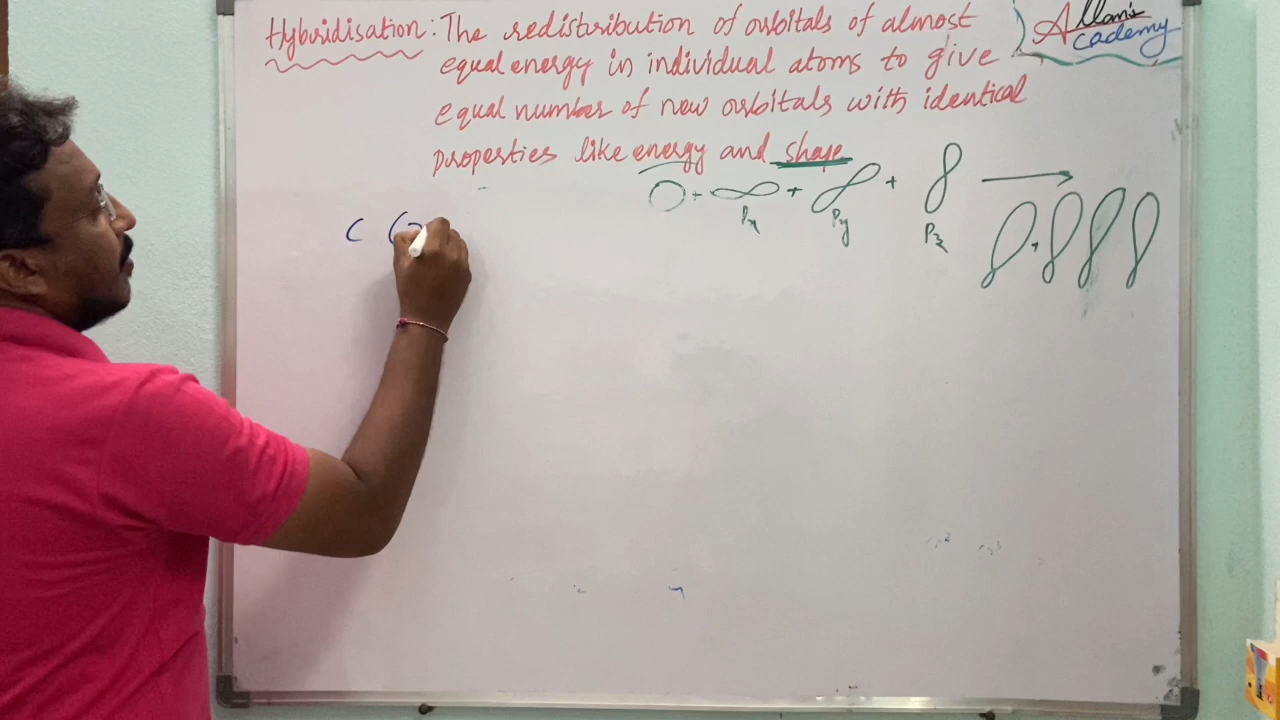 Hybridisation: The redistribution of orbitals of almost
equal energy in individual atoms to give
equal number of new orbitals with identical
properties like energy and shape
Allam's
Academy
+ + + 
Px Py Pz
+
C (